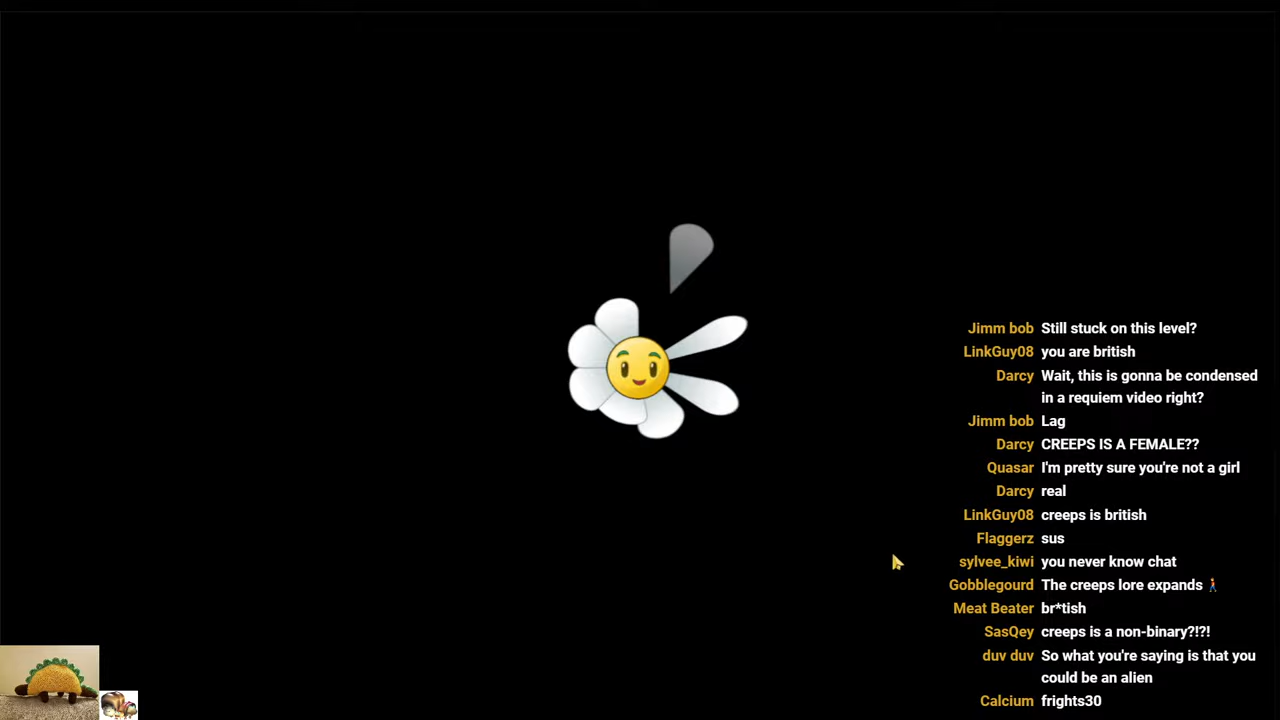 Jimm bob Still stuck on this level?
LinkGuy08 you are british
Darcy Wait, this is gonna be condensed
in a requiem video right?
Jimm bob Lag
Darcy CREEPS IS A FEMALE??
Quasar I'm pretty sure you're not a girl
Darcy real
LinkGuy08 creeps is british
Flaggerz sus
sylvee_kiwi you never know chat
Gobblegourd The creeps lore expands🚶
Meat Beater br*tish
SasQey creeps is a non-binary?!?!
duv duv So what you're saying is that you
could be an alien
Calcium frights30